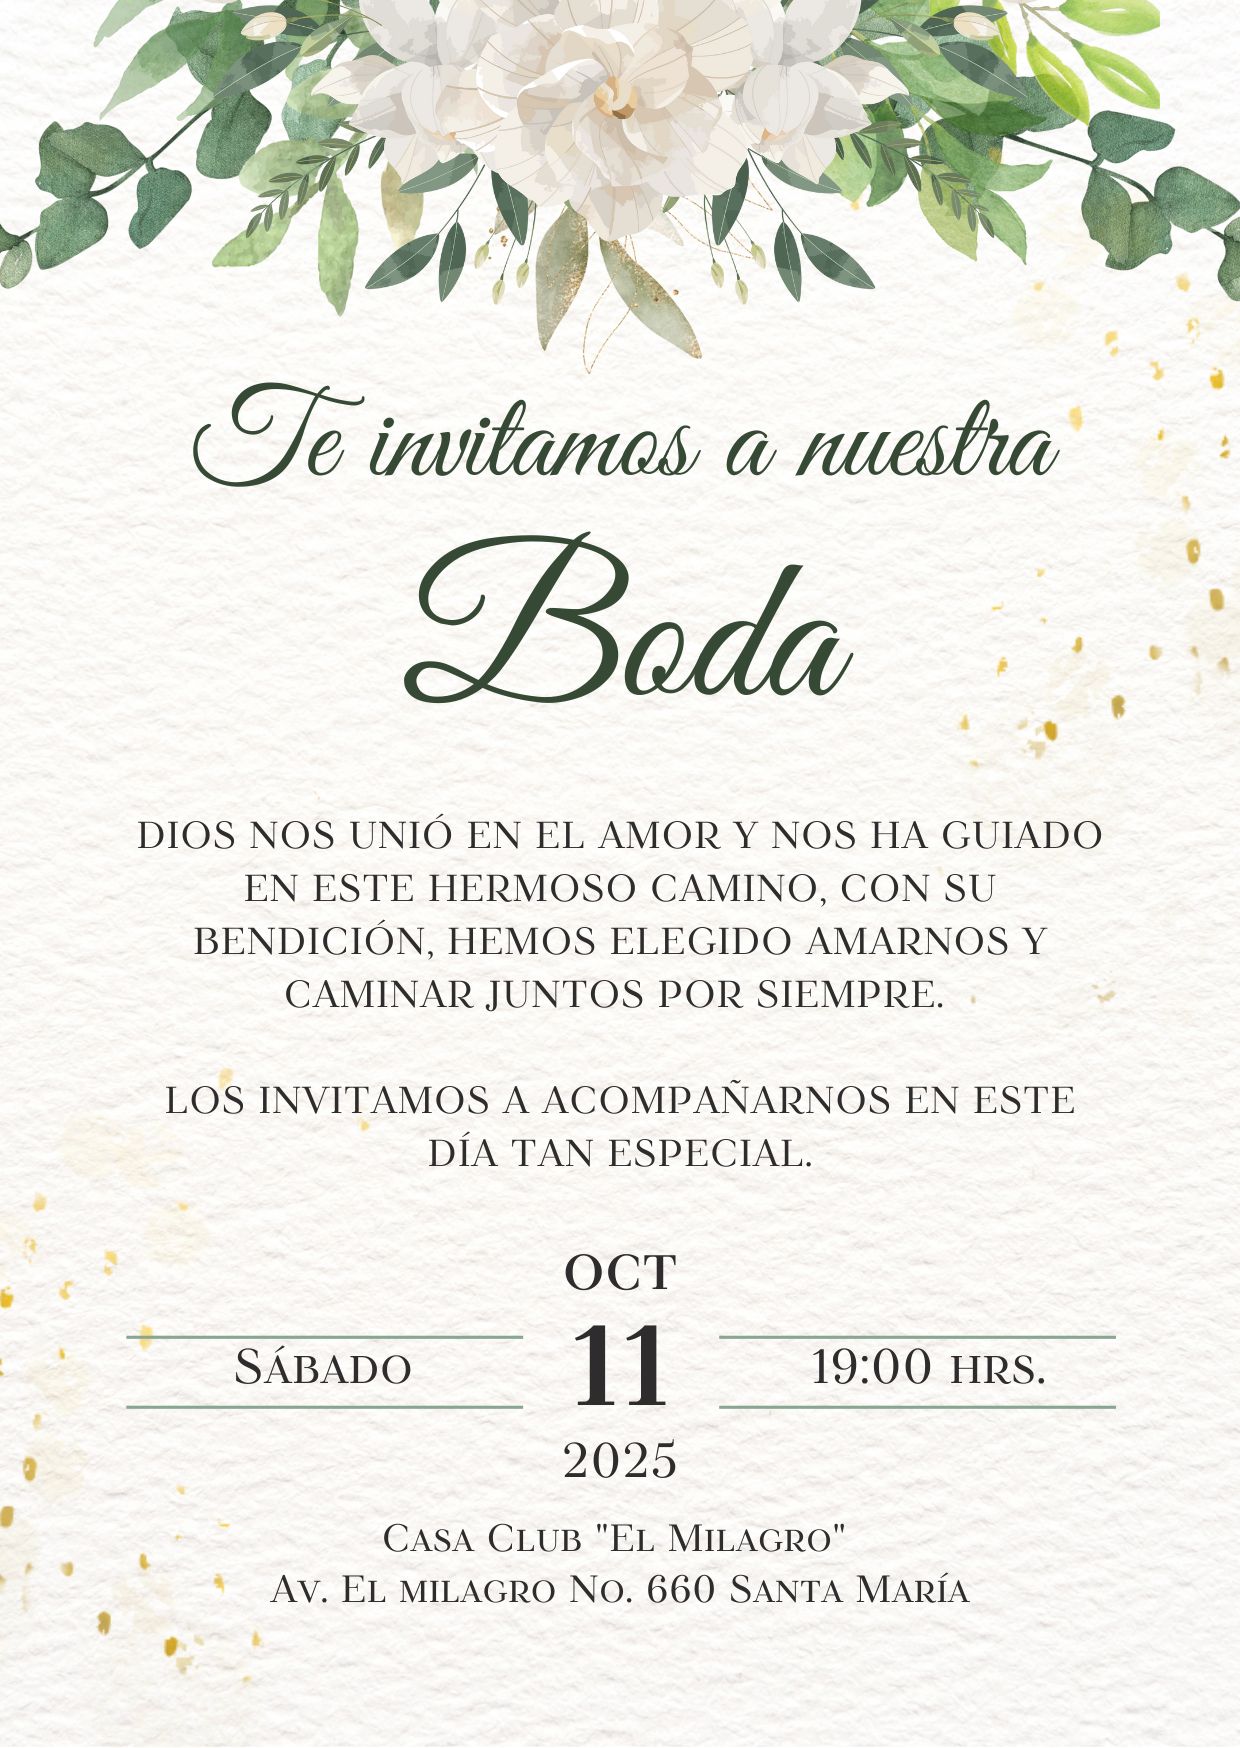 Te invitamos a nuestra
Boda
DIOS NOS UNIÓ EN EL AMOR Y NOS HA GUIADO
EN ESTE HERMOSO CAMINO, CON SU
BENDICIÓN, HEMOS ELEGIDO AMARNOS Y
CAMINAR JUNTOS POR SIEMPRE.
LOS INVITAMOS A ACOMPAÑARNOS EN ESTE
DÍA TAN ESPECIAL.
OCT
Sábado 11 19:00 hrs.
2025
Casa Club "El Milagro"
Av. El milagro No. 660 Santa María